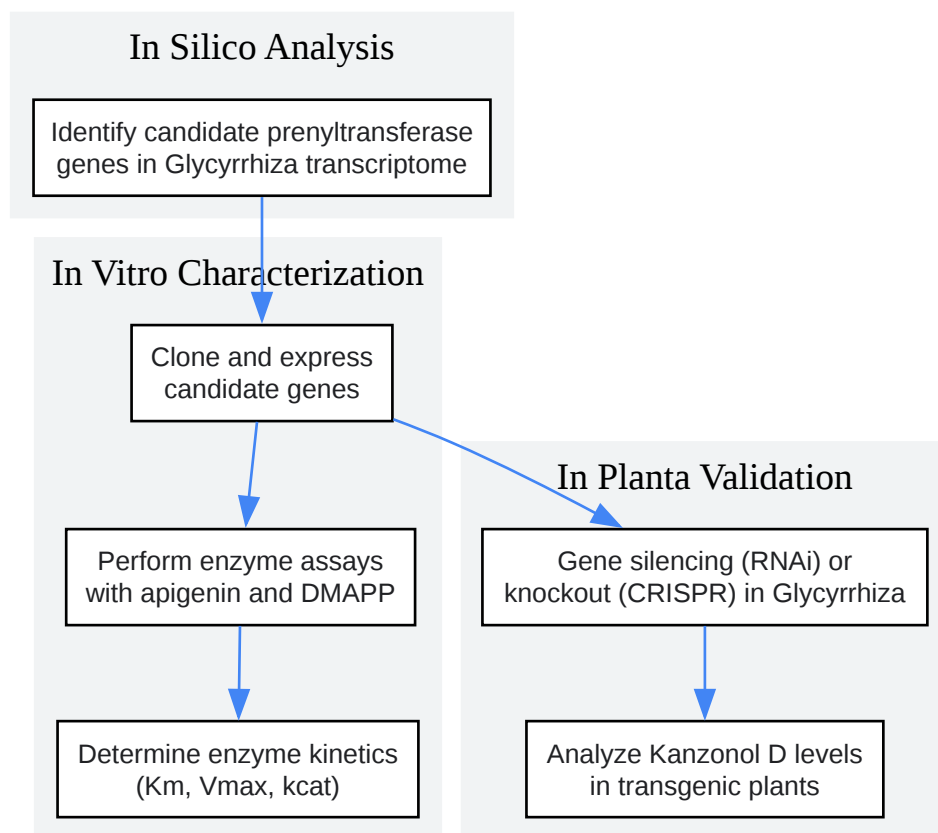 In Silico Analysis
Identify candidate prenyltransferase
genes in Glycyrrhiza transcriptome
In Vitro Characterization
Clone and express
candidate genes
Perform enzyme assays
with apigenin and DMAPP
Determine enzyme kinetics
(Km, Vmax, kcat)
In Planta Validation
Gene silencing (RNAi) or
knockout (CRISPR) in Glycyrrhiza
Analyze Kanzonol D levels
in transgenic plants